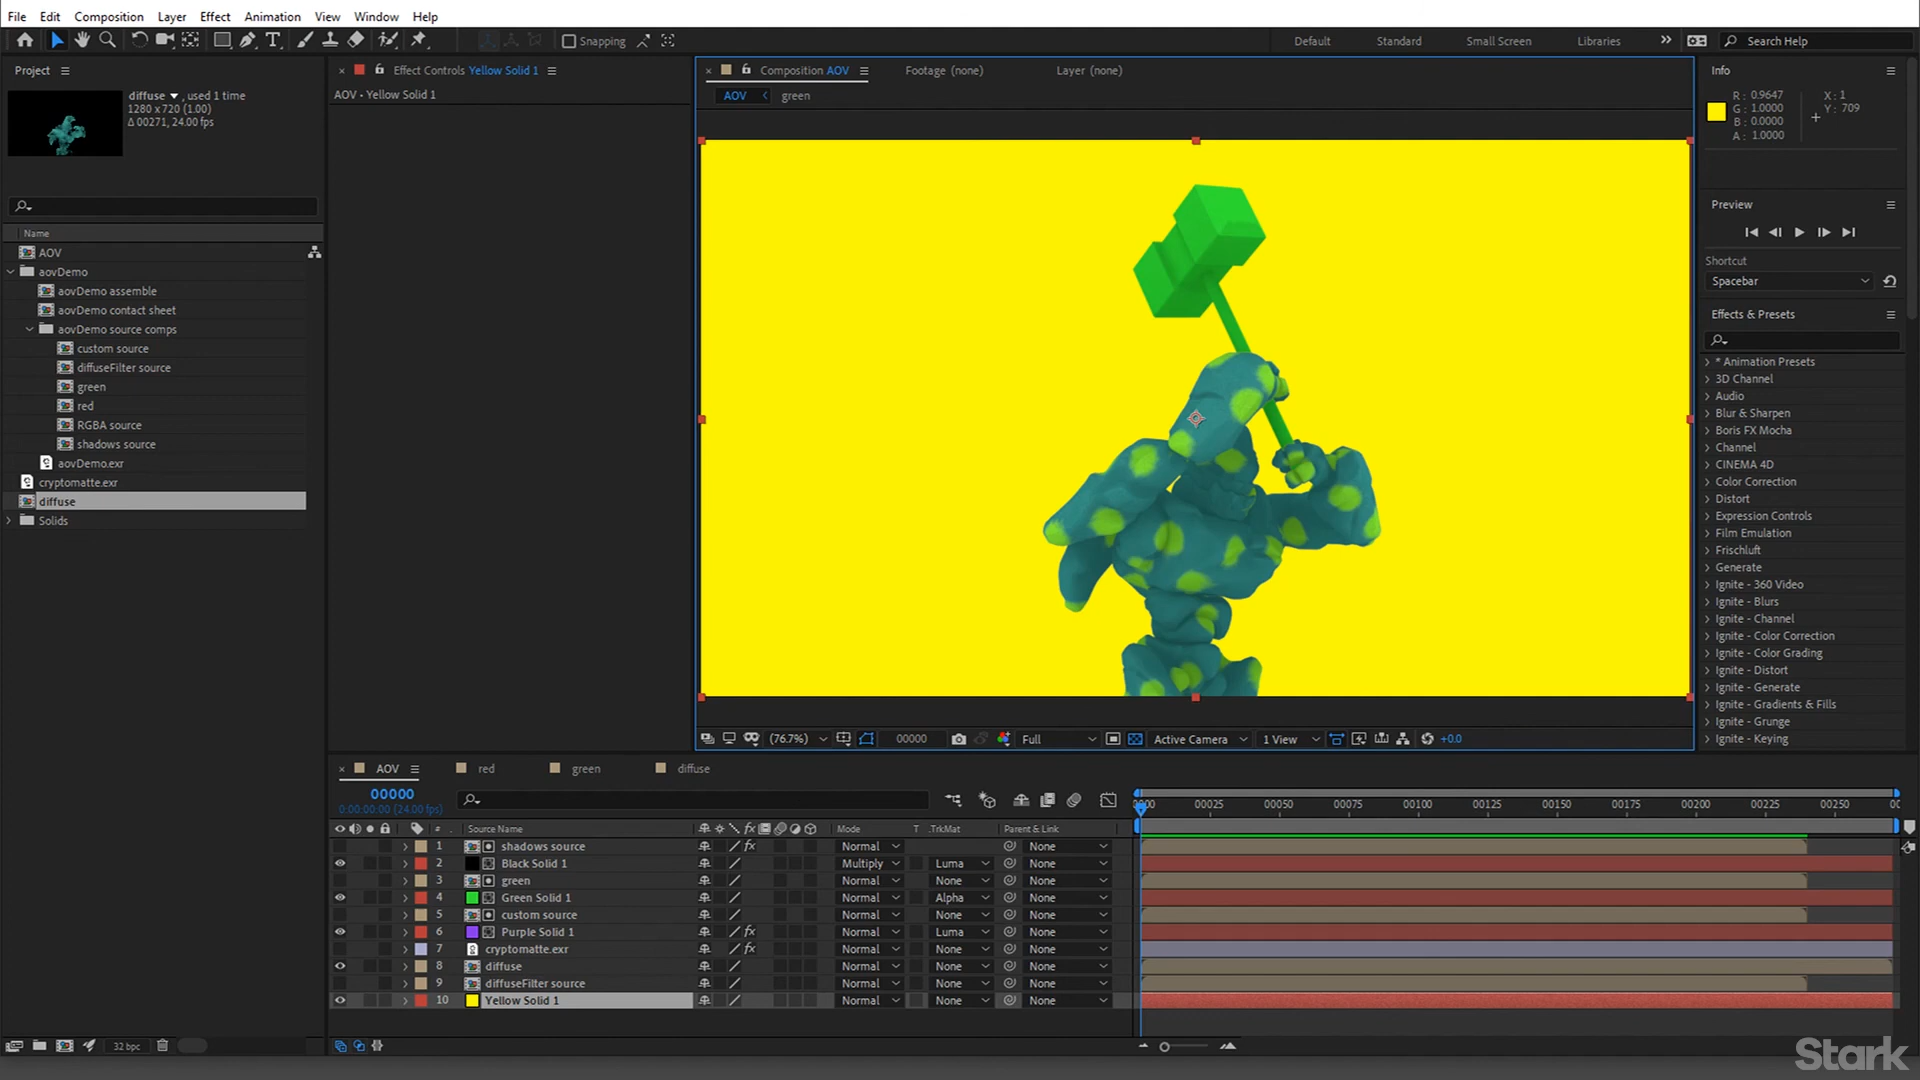 File Edit Composition Layer Effect Animation View Window Help
Snapping
Default Standard Small Screen Libraries
Search Help
Project
diffuse , used 1 time
1280 x 720 (1.00)
Δ 00271, 24.00 fps
Name
AOV
aovDemo
aovDemo assemble
aovDemo contact sheet
aovDemo source comps
custom source
diffuseFilter source
green
red
RGBA source
shadows source
aovDemo.exr
cryptomatte.exr
diffuse
Solids
32 bpc
Effect Controls Yellow Solid 1
AOV • Yellow Solid 1
Composition AOV Footage (none) Layer (none)
AOV green
(76.7%) 00000 Full Active Camera 1 View +0.0
Info
R: 0.9647
G: 1.0000
B: 0.0000
A: 1.0000
X: 1
Y: 709
Preview
Shortcut
Spacebar
Effects & Presets
* Animation Presets
3D Channel
Audio
Blur & Sharpen
Boris FX Mocha
Channel
CINEMA 4D
Color Correction
Distort
Expression Controls
Film Emulation
Frischluft
Generate
Ignite - 360 Video
Ignite - Blurs
Ignite - Channel
Ignite - Color Correction
Ignite - Color Grading
Ignite - Distort
Ignite - Generate
Ignite - Gradients & Fills
Ignite - Grunge
Ignite - Keying
AOV red green diffuse
00000
0:00:00:00 (24.00 fps)
00025 00050 00075 00100 00125 00150 00175 00200 00225 00250
# Source Name Mode T .TrkMat Parent & Link
1 shadows source Normal None
2 Black Solid 1 Multiply Luma None
3 green Normal None None
4 Green Solid 1 Normal Alpha None
5 custom source Normal None None
6 Purple Solid 1 Normal Luma None
7 cryptomatte.exr Normal None None
8 diffuse Normal None None
9 diffuseFilter source Normal None None
10 Yellow Solid 1 Normal None None
Stark